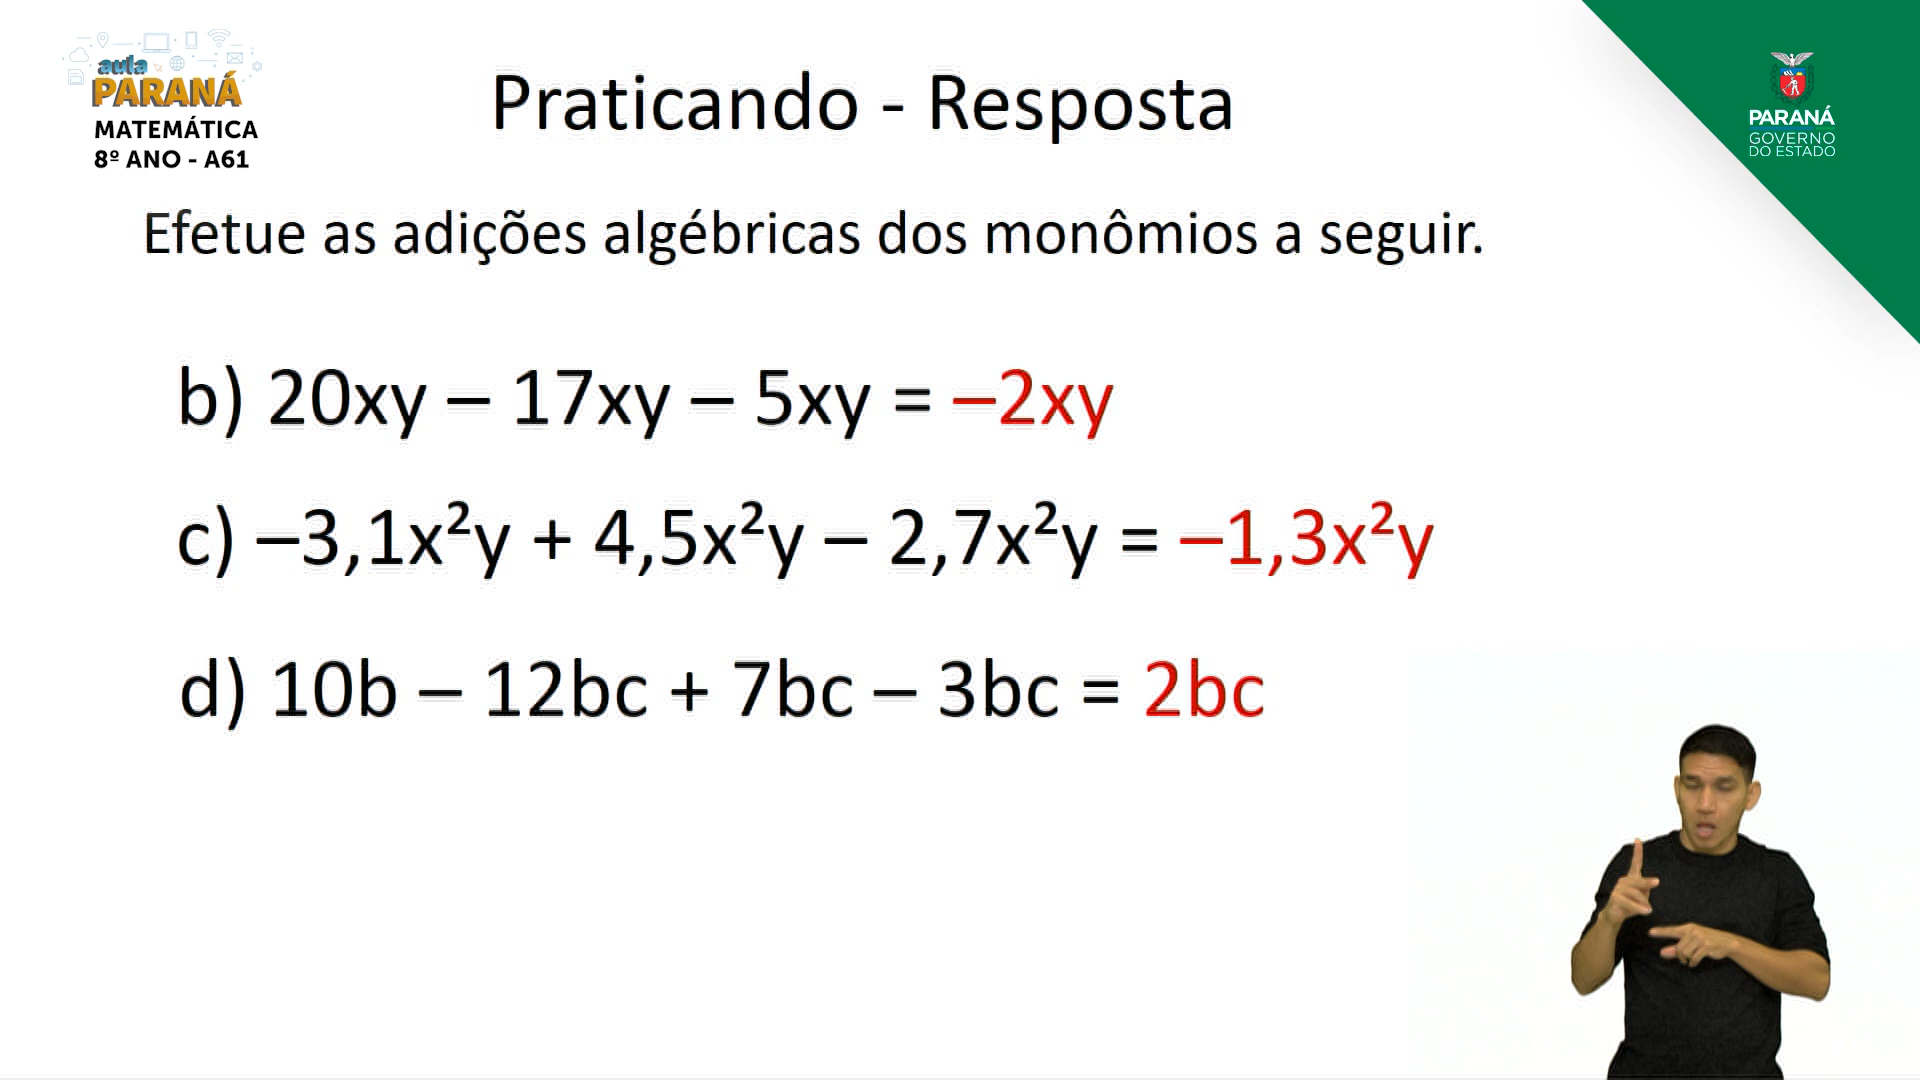 aula
PARANÁ
MATEMÁTICA
8º ANO - A61
Praticando - Resposta
PARANÁ
GOVERNO
DO ESTADO
Efetue as adições algébricas dos monômios a seguir.
b) 20xy – 17xy – 5xy = –2xy
c) –3,1x²y + 4,5x²y – 2,7x²y = –1,3x²y
d) 10b – 12bc + 7bc – 3bc = 2bc